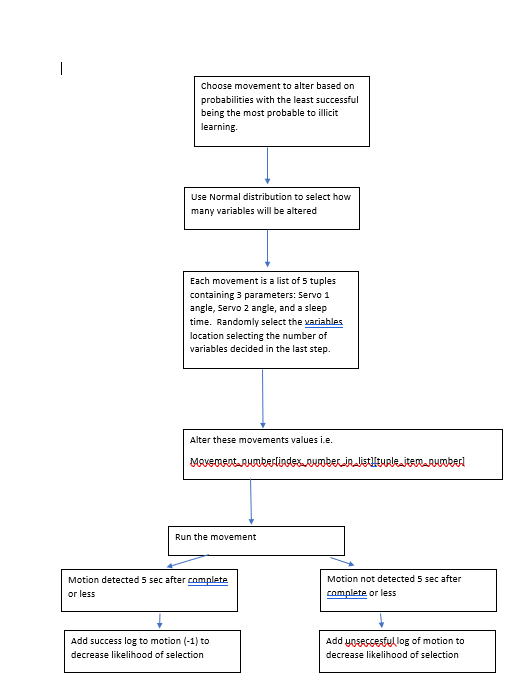 Choose movement to alter based on
probabilities with the least successful
being the most probable to illicit
learning.
Use Normal distribution to select how
many variables will be altered
Each movement is a list of 5 tuples
containing 3 parameters: Servo 1
angle, Servo 2 angle, and a sleep
time.  Randomly select the variables
location selecting the number of
variables decided in the last step.
Alter these movements values i.e.
Movement_number[index_number_in_list][tuple_item_number]
Run the movement
Motion detected 5 sec after complete
or less
Motion not detected 5 sec after
complete or less
Add success log to motion (-1) to
decrease likelihood of selection
Add unseccesful log of motion to
decrease likelihood of selection